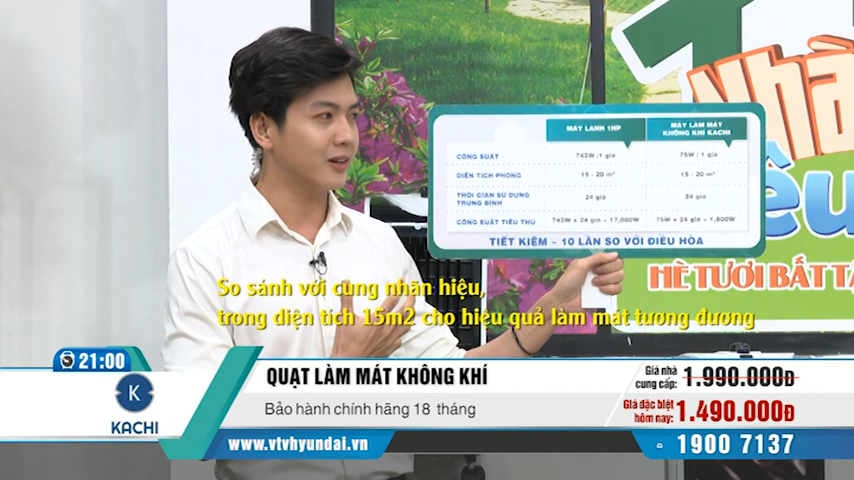 Nhà
HÈ TƯƠI BẤT TẬ
MÁY LẠNH 1HP
MÁY LÀM MÁT
KHÔNG KHÍ KACHI
CÔNG SUẤT
745W / 1 giờ
75W / 1 giờ
DIỆN TÍCH PHÒNG
15 - 20 m²
15 - 20 m²
THỜI GIAN SỬ DỤNG
TRUNG BÌNH
24 giờ
24 giờ
CÔNG SUẤT TIÊU THỤ
745W x 24 giờ = 17,880W
75W x 24 giờ = 1,800W
TIẾT KIỆM ~ 10 LẦN SO VỚI ĐIỀU HÒA
So sánh với cùng nhãn hiệu,
trong diện tích 15m2 cho hiệu quả làm mát tương đương
21:00
K
KACHI
QUẠT LÀM MÁT KHÔNG KHÍ
Bảo hành chính hãng 18 tháng
Giá nhà
cung cấp: 1.990.000Đ
Giá đặc biệt
hôm nay: 1.490.000Đ
www.vtvhyundai.vn
1900 7137